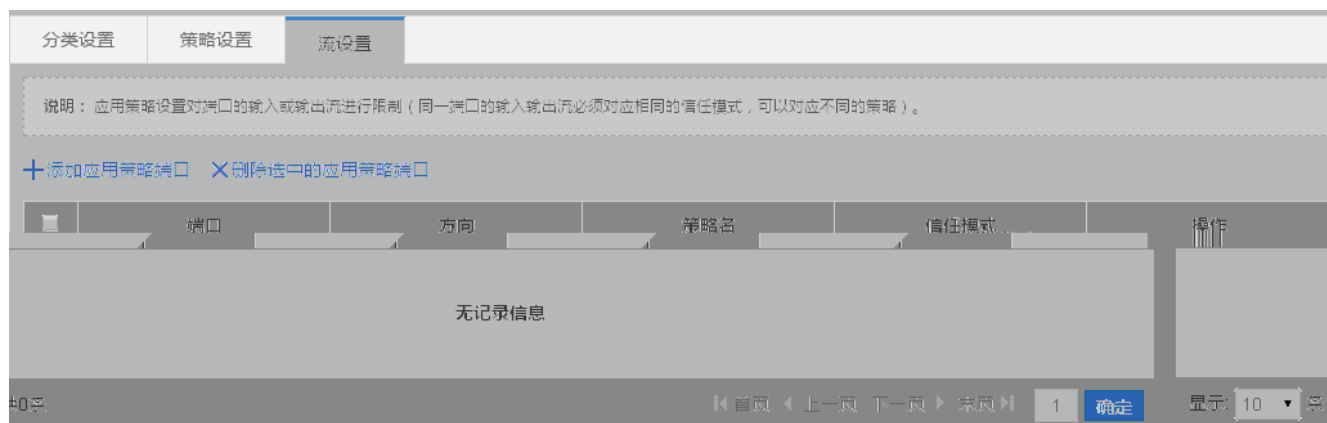 分类设置 策略设置 流设置
说明：应用策略设置对端口的输入或输出流进行限制（同一端口的输入输出流必须对应相同的信任模式，可以对应不同的策略）。
添加应用策略端口 删除选中的应用策略端口
端口 方向 策略名 信任模式 操作
无记录信息
共0条 首页 上一页 下一页 末页 1 确定 显示: 10 条